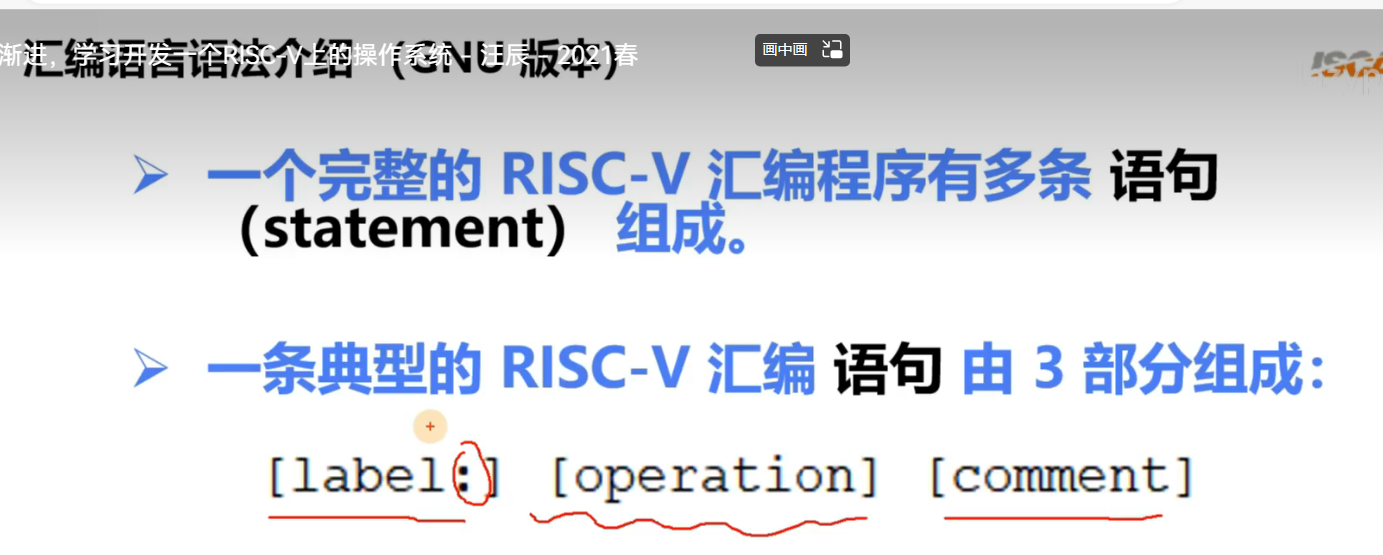 渐进，学习开发一个RISC-V上的操作系统 - 汪辰 - 2021春
汇编语言语法介绍 （GNU 版本）
画中画
➢ 一个完整的 RISC-V 汇编程序有多条 语句
（statement） 组成。
➢ 一条典型的 RISC-V 汇编 语句 由 3 部分组成：
[label:] [operation] [comment]